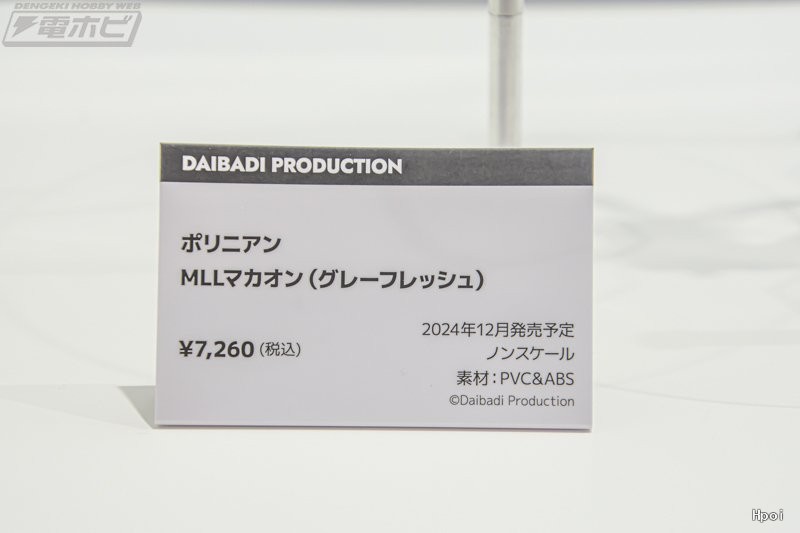 DENGEKI HOBBY WEB
電ホビ
DAIBADI PRODUCTION
ポリニアン
MLLマカオン（グレーフレッシュ）
¥7,260（税込）
2024年12月発売予定
ノンスケール
素材：PVC&ABS
©Daibadi Production
Hpoi